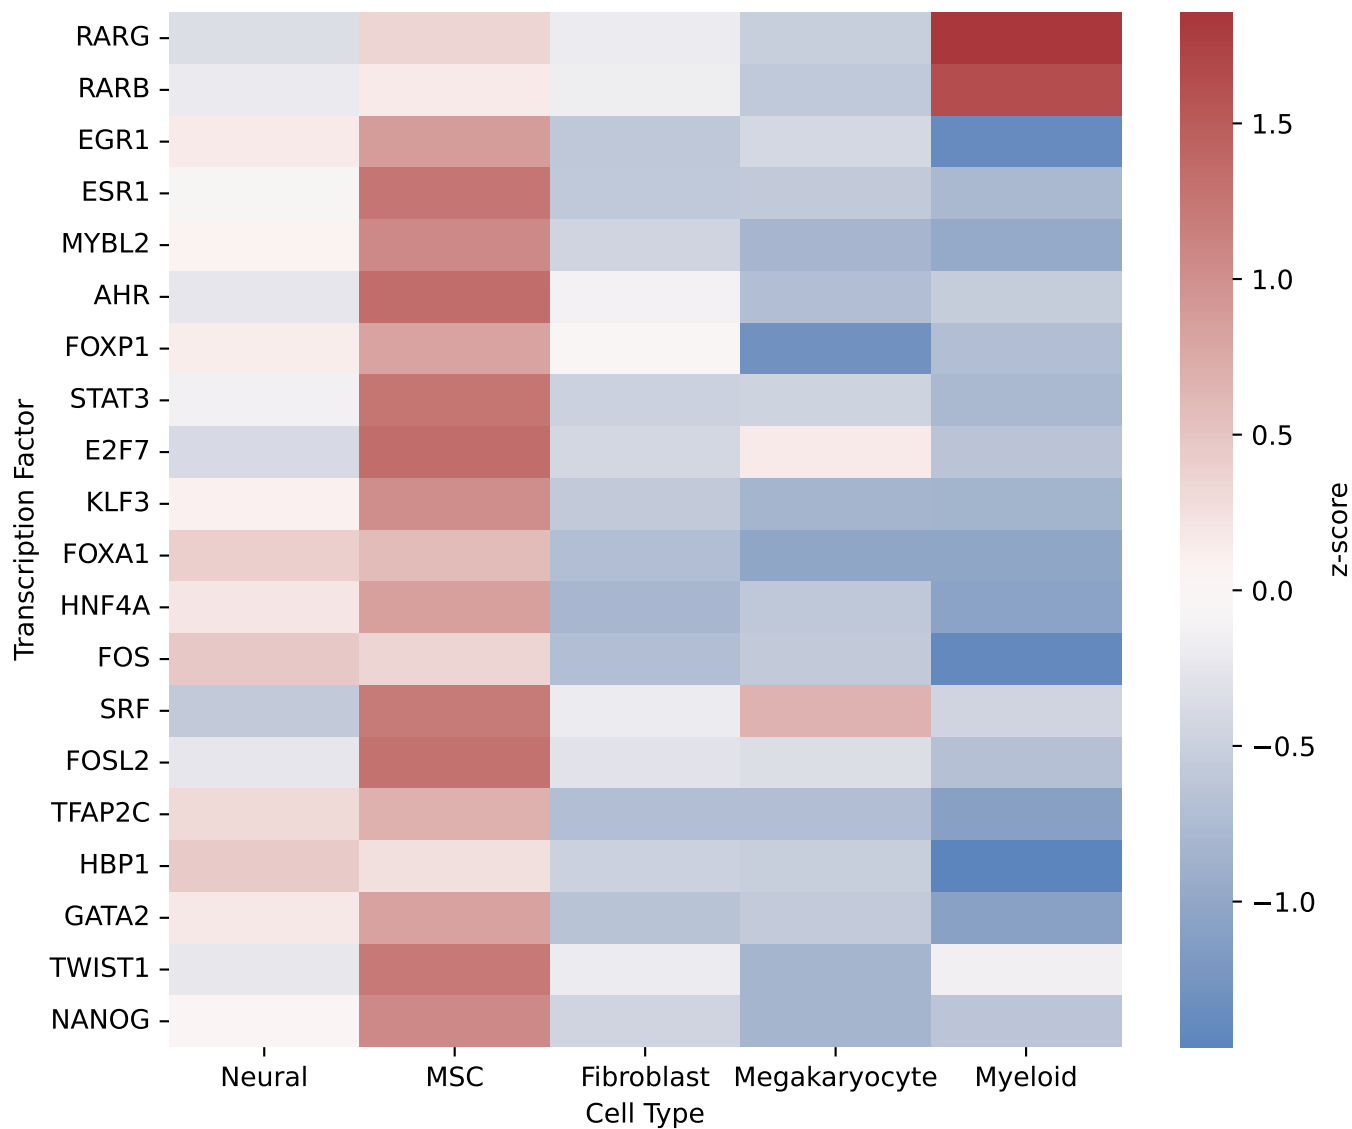 RARG
RARB
EGR1
ESR1
MYBL2
AHR
FOXP1
STAT3
E2F7
KLF3
FOXA1
HNF4A
FOS
SRF
FOSL2
TFAP2C
HBP1
GATA2
TWIST1
NANOG
Transcription Factor
Neural MSC Fibroblast Megakaryocyte Myeloid
Cell Type
1.5
1.0
0.5
0.0
−0.5
−1.0
z-score